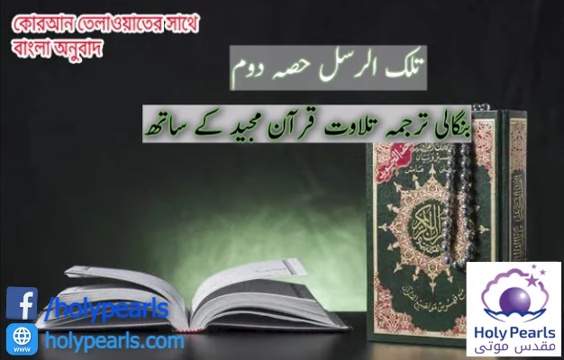 কোরআন তেলাওয়াতের সাথে
বাংলা অনুবাদ
تلک الرسل حصہ دوم
بنگالی ترجمہ تلاوت قرآن مجید کے ساتھ
/holypearls
www
holypearls.com
Holy Pearls
مقدس موتی